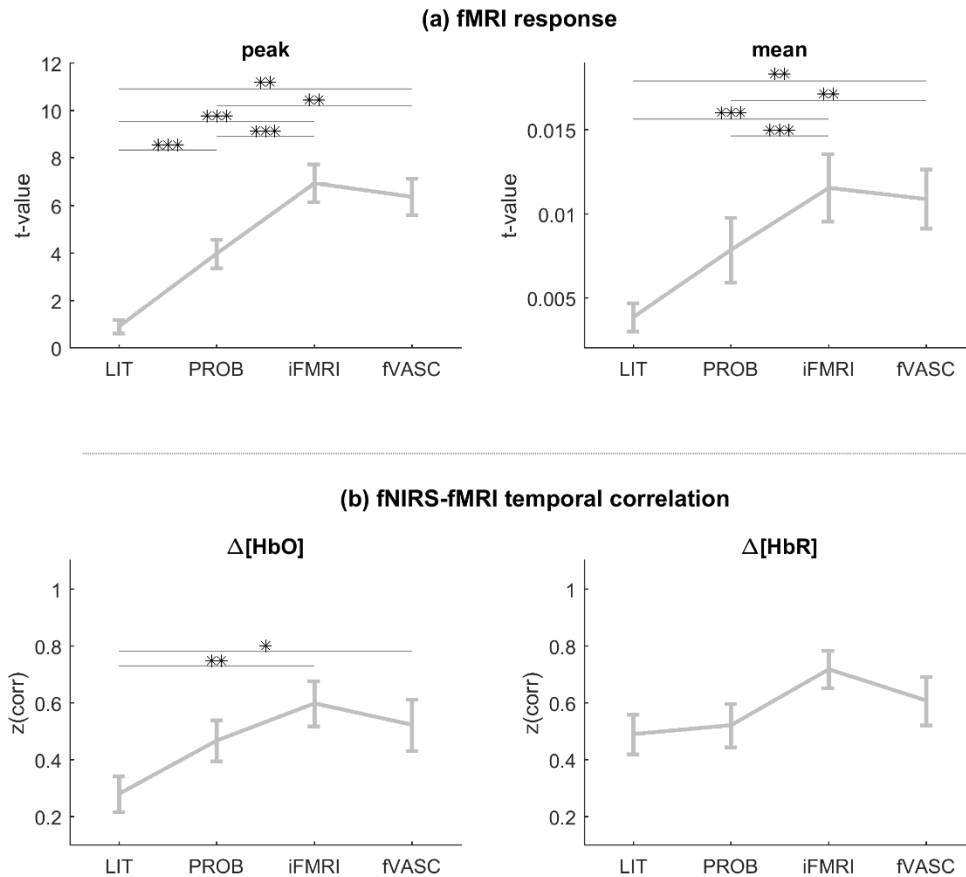 (a) fMRI response
peak
mean
t-value
12
10
8
6
4
2
0
**
**
***
***
***
LIT PROB iFMRI fVASC
t-value
0.015
0.01
0.005
**
**
***
***
LIT PROB iFMRI fVASC
(b) fNIRS-fMRI temporal correlation
Δ[HbO]
Δ[HbR]
z(corr)
1
0.8
0.6
0.4
0.2
*
**
LIT PROB iFMRI fVASC
z(corr)
1
0.8
0.6
0.4
0.2
LIT PROB iFMRI fVASC